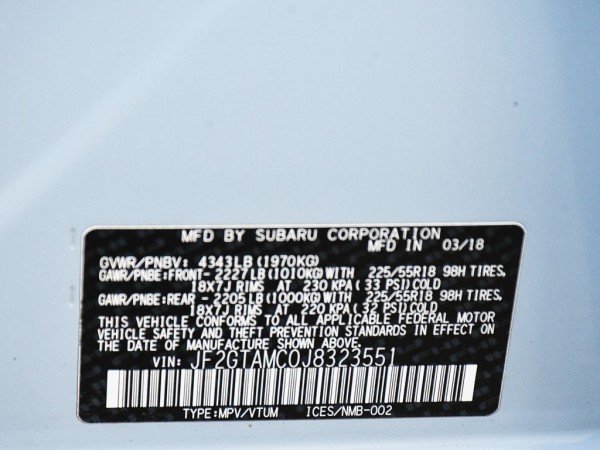 MFD BY SUBARU CORPORATION
MFD IN 03/18
GVWR/PNBV: 4343LB (1970KG)
GAWR/PNBE:FRONT- 2227LB(1010KG)WITH 225/55R18 98H TIRES,
18X7J RIMS AT 230 KPA(33 PSI)COLD
GAWR/PNBE:REAR - 2205LB(1000KG)WITH 225/55R18 98H TIRES,
18X7J RIMS AT 220 KPA(32 PSI)COLD
THIS VEHICLE CONFORMS TO ALL APPLICABLE FEDERAL MOTOR
VEHICLE SAFETY AND THEFT PREVENTION STANDARDS IN EFFECT ON
THE DATE OF MANUFACTURE SHOWN ABOVE.
VIN: JF2GTAMC0J8323551
TYPE:MPV/VTUM ICES/NMB-002